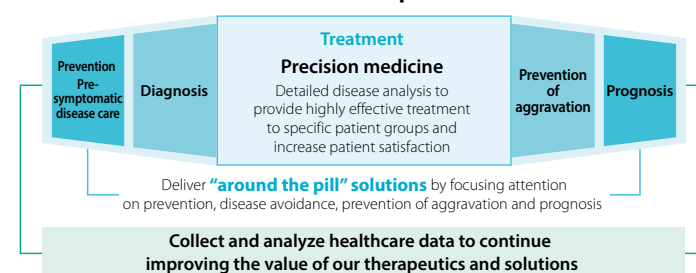 Prevention
Pre-
symptomatic
disease care
Diagnosis
Treatment
Precision medicine
Detailed disease analysis to
provide highly effective treatment
to specific patient groups and
increase patient satisfaction
Prevention
of
aggravation
Prognosis
Deliver “around the pill” solutions by focusing attention
on prevention, disease avoidance, prevention of aggravation and prognosis
Collect and analyze healthcare data to continue
improving the value of our therapeutics and solutions